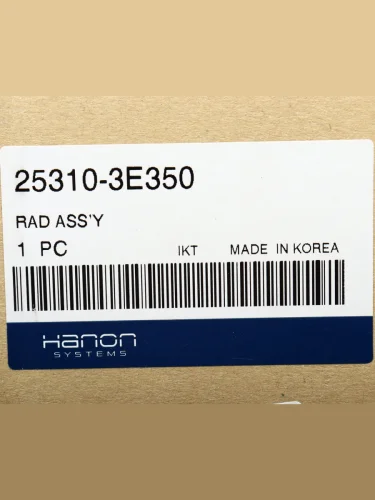 25310-3E350
RAD ASS'Y
1 PC IKT MADE IN KOREA
Hanon
SYSTEMS